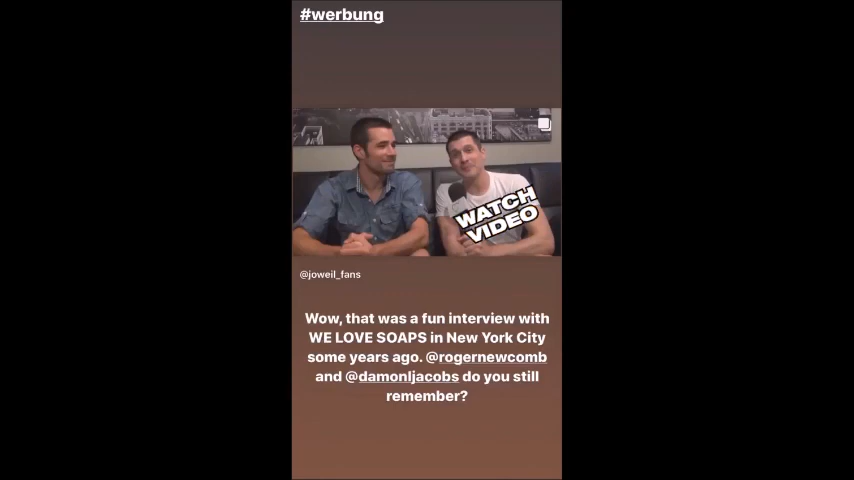 #werbung
WATCH
VIDEO
@joweil_fans
Wow, that was a fun interview with
WE LOVE SOAPS in New York City
some years ago. @rogernewcomb
and @damonljacobs do you still
remember?